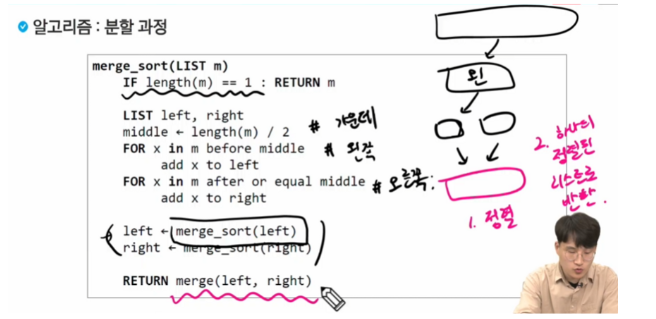 알고리즘 : 분할 과정
merge_sort(LIST m)
IF length(m) == 1 : RETURN m
LIST left, right
middle ← length(m) / 2 # 가운데
FOR x in m before middle # 왼쪽
add x to left
FOR x in m after or equal middle # 오른쪽:
add x to right
left ← merge_sort(left)
right ← merge_sort(right)
RETURN merge(left, right)
왼
1. 정렬
2. 하나의
정렬된
리스트로
반환.